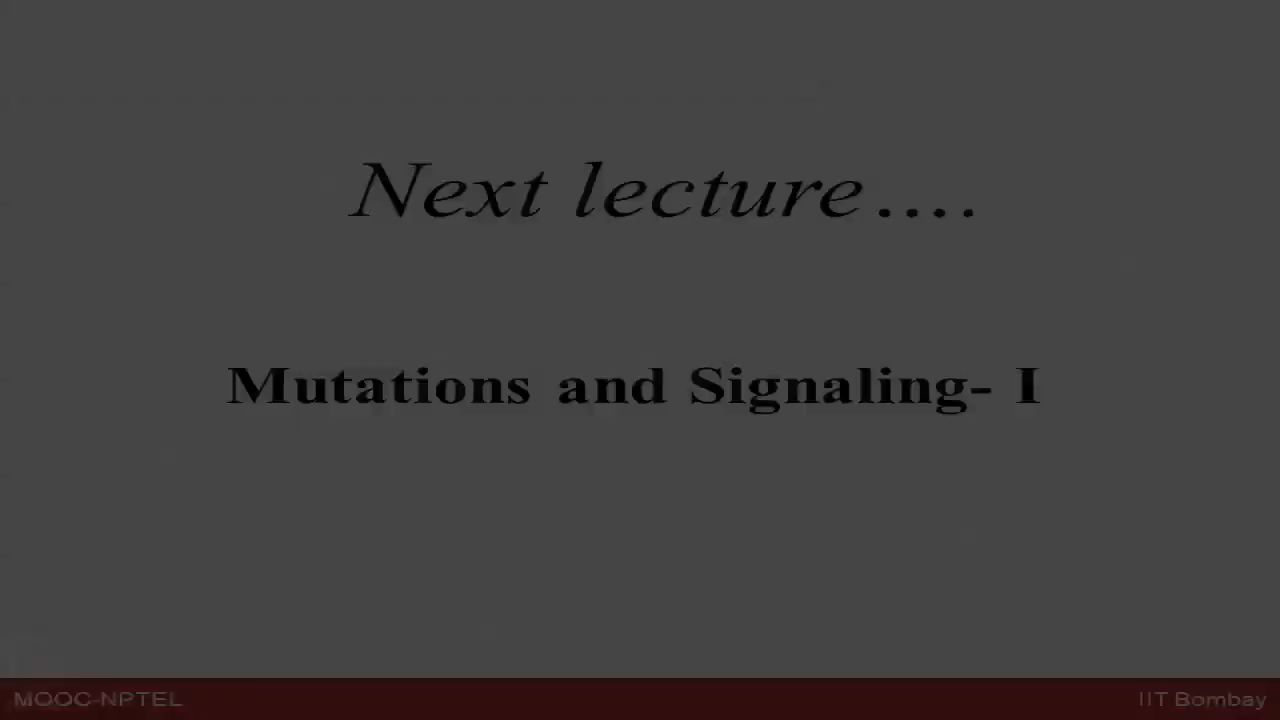 Next lecture....
Mutations and Signaling- I
MOOC-NPTEL
IIT Bombay